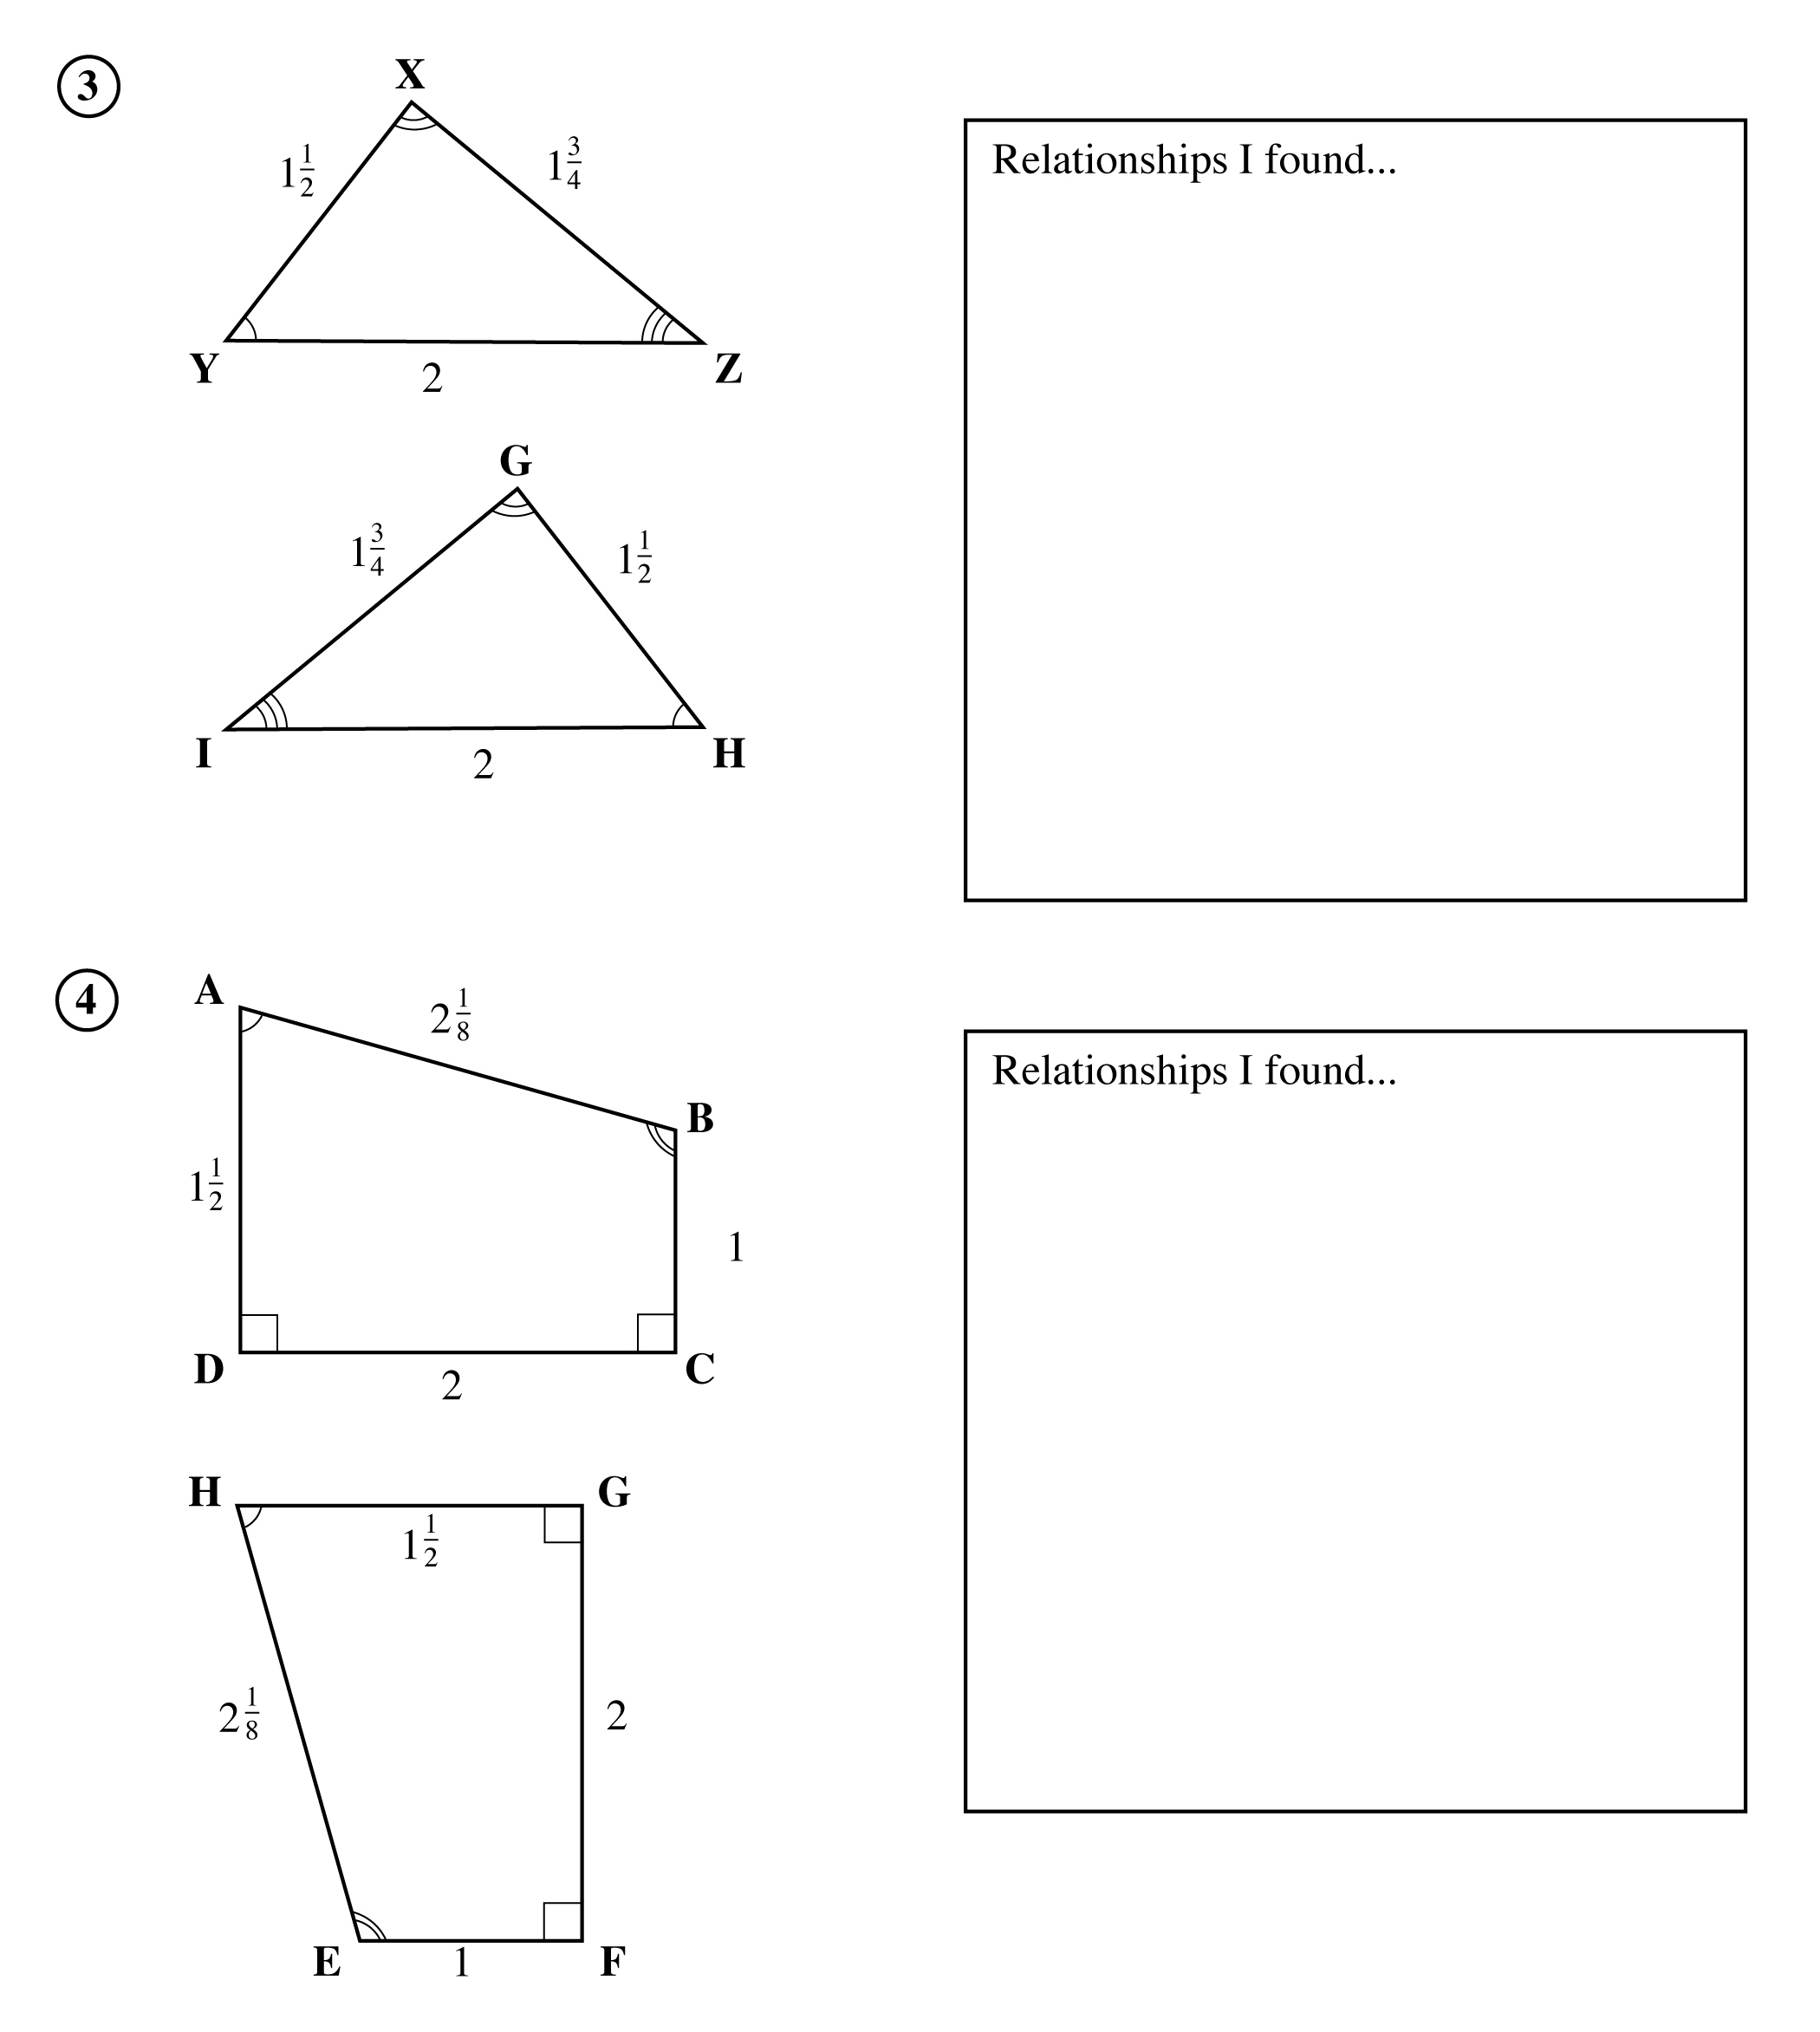 3
X
1 1/2
1 3/4
Y
2
Z
G
1 3/4
1 1/2
I
2
H
Relationships I found...
4
A
2 1/8
B
1 1/2
1
D
2
C
H
1 1/2
G
2 1/8
2
E
1
F
Relationships I found...